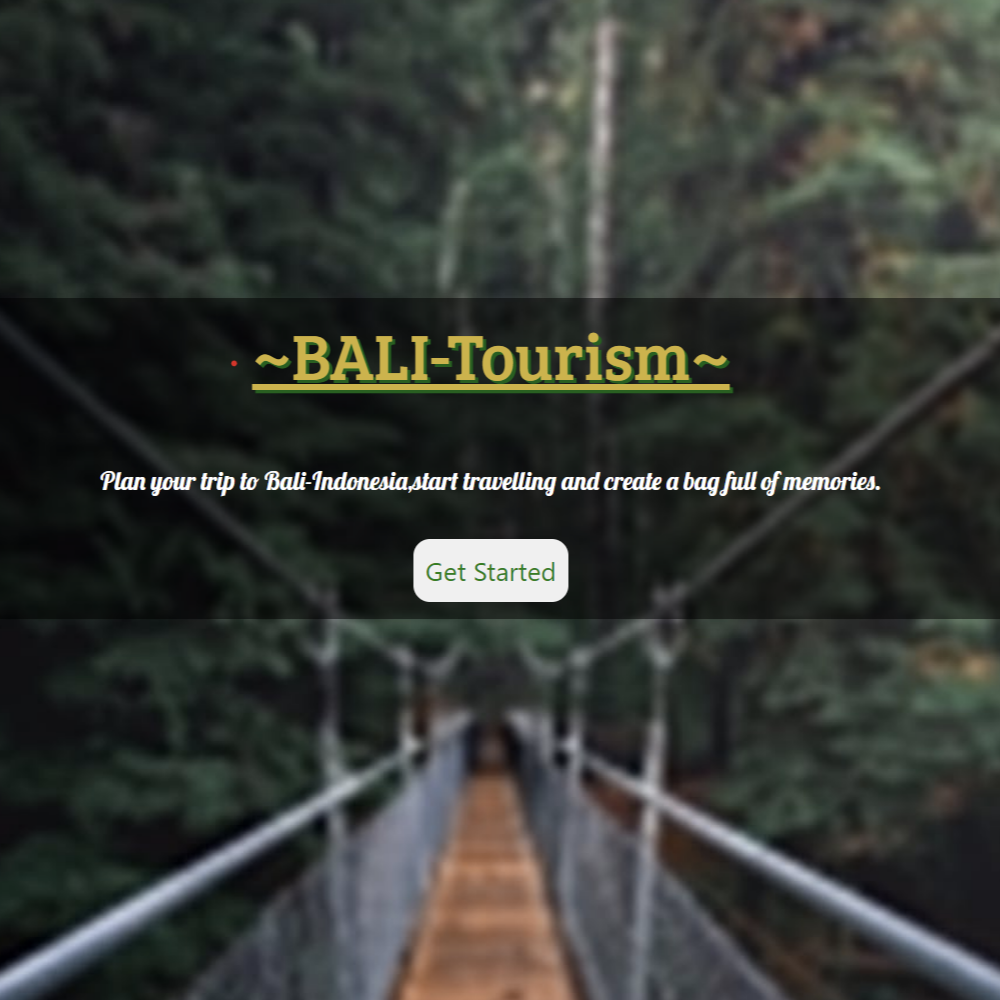 ~BALI-Tourism~
Plan your trip to Bali-Indonesia,start travelling and create a bag full of memories.
Get Started